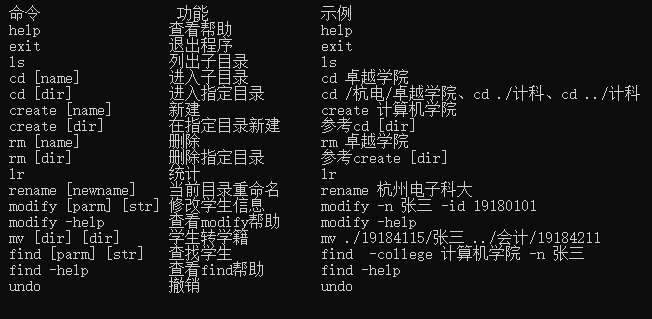 命令 功能 示例
help 查看帮助 help
exit 退出程序 exit
ls 列出子目录 ls
cd [name] 进入子目录 cd 卓越学院
cd [dir] 进入指定目录 cd /杭电/卓越学院、cd ./计科、cd ../计科
create [name] 新建 create 计算机学院
create [dir] 在指定目录新建 参考cd [dir]
rm [name] 删除 rm 卓越学院
rm [dir] 删除指定目录 参考create [dir]
lr 统计 lr
rename [newname] 当前目录重命名 rename 杭州电子科大
modify [parm] [str] 修改学生信息 modify -n 张三 -id 19180101
modify -help 查看modify帮助 modify -help
mv [dir] [dir] 学生转学籍 mv ./19184115/张三 ../会计/19184211
find [parm] [str] 查找学生 find -college 计算机学院 -n 张三
find -help 查看find帮助 find -help
undo 撤销 undo